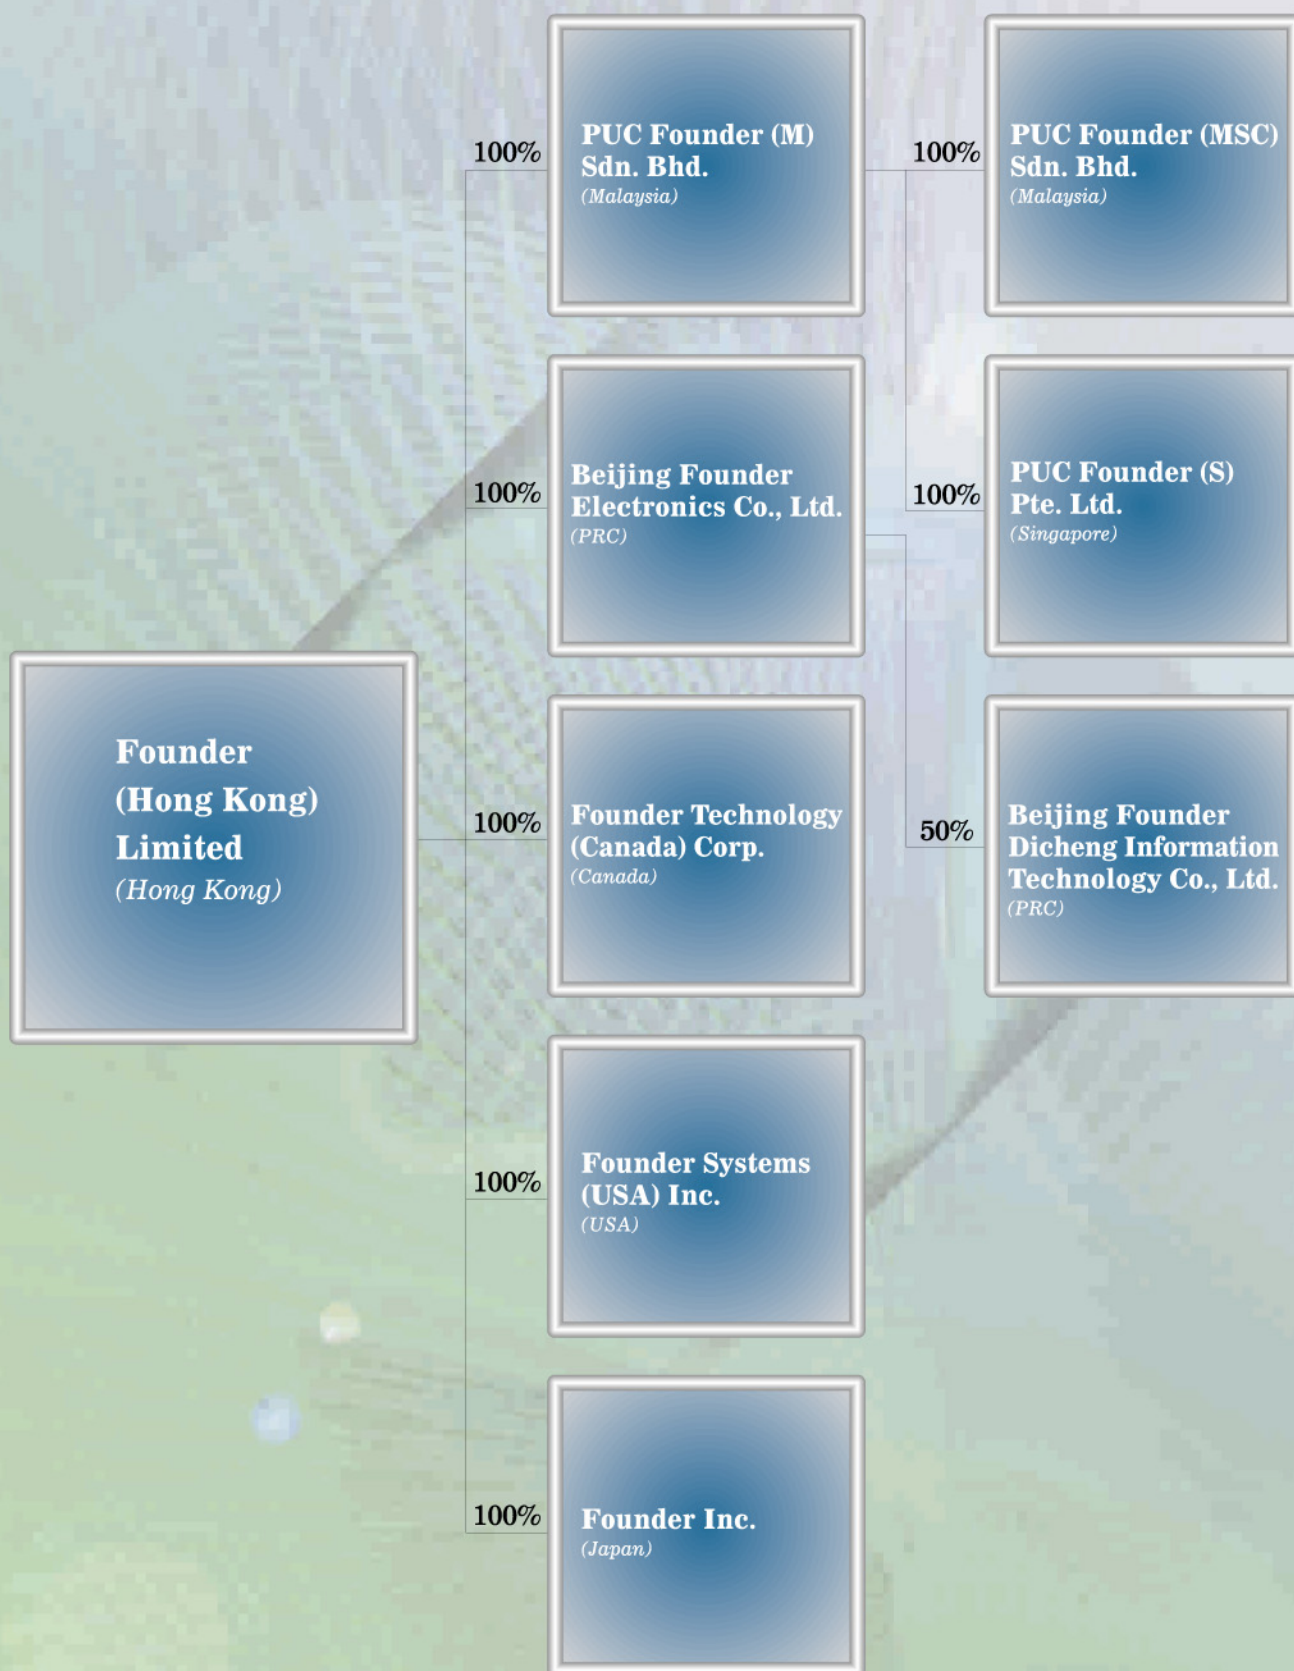 100%
PUC Founder (M)
Sdn. Bhd.
(Malaysia)
100%
PUC Founder (MSC)
Sdn. Bhd.
(Malaysia)
100%
Beijing Founder
Electronics Co., Ltd.
(PRC)
100%
PUC Founder (S)
Pte. Ltd.
(Singapore)
Founder
(Hong Kong)
Limited
(Hong Kong)
100%
Founder Technology
(Canada) Corp.
(Canada)
50%
Beijing Founder
Dicheng Information
Technology Co., Ltd.
(PRC)
100%
Founder Systems
(USA) Inc.
(USA)
100%
Founder Inc.
(Japan)